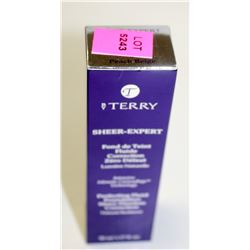 LOT
5243
Peach Beige
T
BY TERRY
SHEER-EXPERT
Fond de Teint
Fluide
Correction
Zéro Défaut
Lumière Naturelle
Technology
Perfecting Fluid
Foundation
Natural Radiance